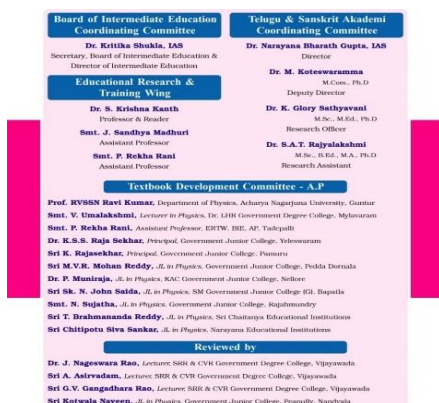 Board of Intermediate Education
Coordinating Committee
Dr. Kritika Shukla, IAS
Secretary, Board of Intermediate Education &
Director of Intermediate Education
Educational Research &
Training Wing
Dr. S. Krishna Kanth
Professor & Reader
Smt. J. Sandhya Madhuri
Assistant Professor
Smt. P. Rekha Rani
Assistant Professor
Telugu & Sanskrit Akademi
Coordinating Committee
Dr. Narayana Bharath Gupta, IAS
Director
Dr. M. Koteswaramma
M.Com., Ph.D
Deputy Director
Dr. K. Glory Sathyavani
M.Sc., M.Ed., Ph.D
Research Officer
Dr. S.A.T. Rajyalakshmi
M.Sc., B.Ed., M.A., Ph.D
Research Assistant
Textbook Development Committee - A.P
Prof. RVSSN Ravi Kumar, Department of Physics, Acharya Nagarjuna University, Guntur
Smt. V. Umalakshmi, Lecturer in Physics, Dr. LHR Government Degree College, Mylavaram
Smt. P. Rekha Rani, Assistant Professor, ERTW, BIE, AP, Tadepalli
Dr. K.S.S. Raja Sekhar, Principal, Government Junior College, Yeleswaram
Sri K. Rajasekhar, Principal, Government Junior College, Pamuru
Sri M.V.R. Mohan Reddy, JL in Physics, Government Junior College, Pedda Dornala
Dr. P. Muniraja, JL in Physics, KAC Government Junior College, Nellore
Sri Sk. N. John Saida, JL in Physics, SM Government Junior College (G), Bapatla
Smt. N. Sujatha, JL in Physics, Government Junior College, Rajahmundry
Sri T. Brahmananda Reddy, JL in Physics, Sri Chaitanya Educational Institutions
Sri Chitipotu Siva Sankar, JL in Physics, Narayana Educational Institutions
Reviewed by
Dr. J. Nageswara Rao, Lecturer, SRR & CVR Government Degree College, Vijayawada
Sri A. Asirvadam, Lecturer, SRR & CVR Government Degree College, Vijayawada
Sri G.V. Gangadhara Rao, Lecturer, SRR & CVR Government Degree College, Vijayawada
Sri Kotwala Naveen, JL in Physics, Government Junior College, Peapully, Nandyala